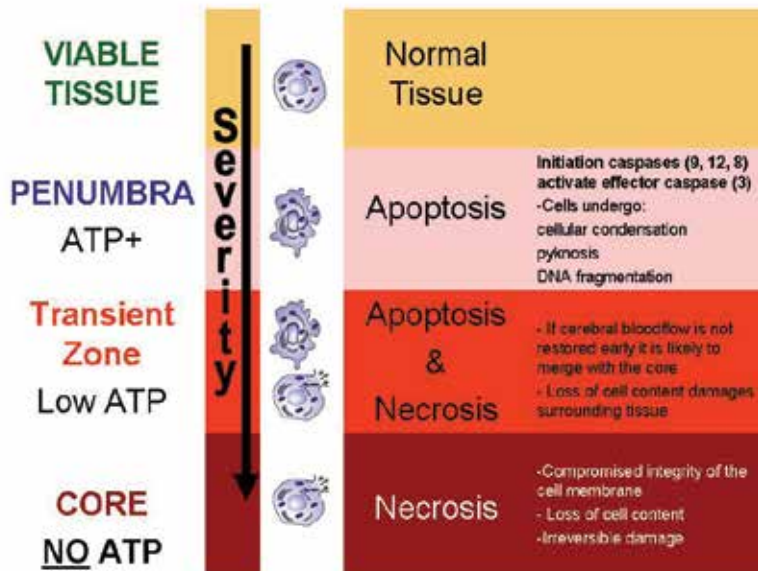 VIABLE
TISSUE
Severity
Normal
Tissue
PENUMBRA
ATP+
Apoptosis
Initiation caspases (9, 12, 8)
activate effector caspase (3)
-Cells undergo:
cellular condensation
pyknosis
DNA fragmentation
Transient
Zone
Low ATP
Apoptosis
&
Necrosis
- If cerebral bloodflow is not
restored early it is likely to
merge with the core
- Loss of cell content damages
surrounding tissue
CORE
NO ATP
Necrosis
-Compromised integrity of the
cell membrane
- Loss of cell content
-Irreversible damage